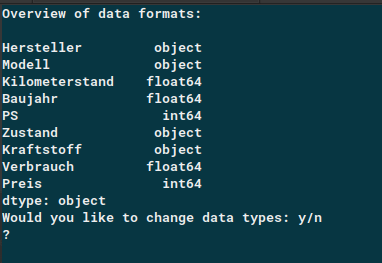 Overview of data formats:
Hersteller object
Modell object
Kilometerstand float64
Baujahr float64
PS int64
Zustand object
Kraftstoff object
Verbrauch float64
Preis int64
dtype: object
Would you like to change data types: y/n
?